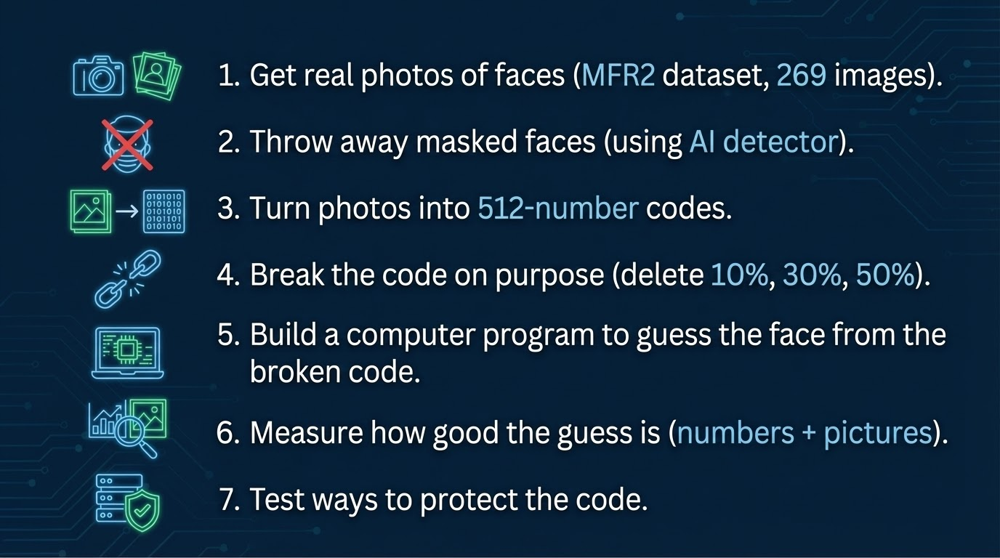 1. Get real photos of faces (MFR2 dataset, 269 images).
2. Throw away masked faces (using AI detector).
0101010
0101010
0101010
0101101
0101010
3. Turn photos into 512-number codes.
4. Break the code on purpose (delete 10%, 30%, 50%).
5. Build a computer program to guess the face from the
broken code.
6. Measure how good the guess is (numbers + pictures).
7. Test ways to protect the code.